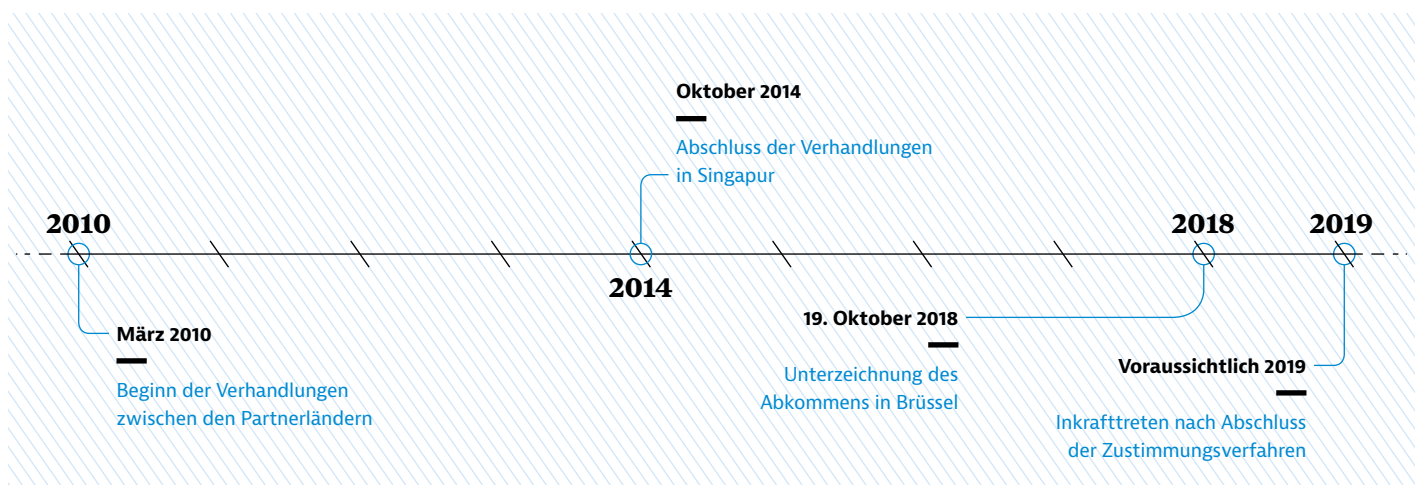 Oktober 2014
Abschluss der Verhandlungen
in Singapur
2010
2018
2019
2014
März 2010
Beginn der Verhandlungen
zwischen den Partnerländern
19. Oktober 2018
Unterzeichnung des
Abkommens in Brüssel
Voraussichtlich 2019
Inkrafttreten nach Abschluss
der Zustimmungsverfahren